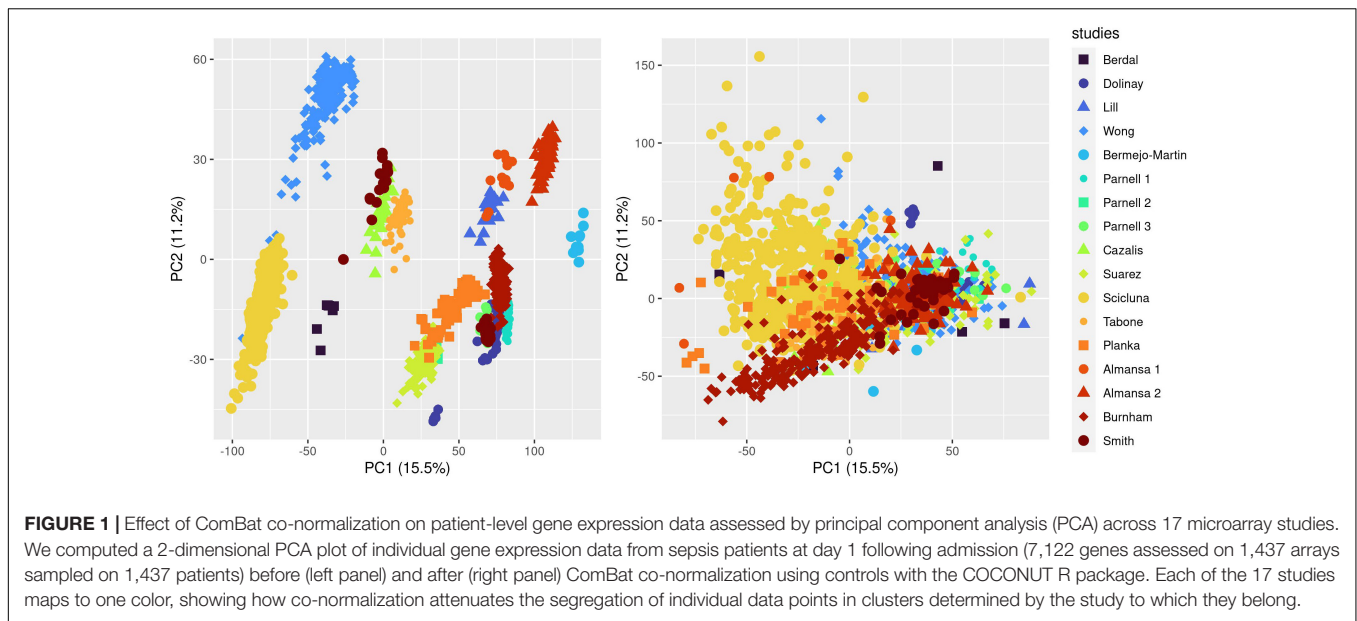 studies
Berdal
Dolinay
Lill
Wong
Bermejo-Martin
Parnell 1
Parnell 2
Parnell 3
Cazalis
Suarez
Scicluna
Tabone
Planka
Almansa 1
Almansa 2
Burnham
Smith
60
30
0
-30
PC2 (11.2%)
-100
-50
0
50
100
PC1 (15.5%)
150
100
50
0
-50
PC2 (11.2%)
-50
0
50
PC1 (15.5%)
FIGURE 1 | Effect of ComBat co-normalization on patient-level gene expression data assessed by principal component analysis (PCA) across 17 microarray studies.
We computed a 2-dimensional PCA plot of individual gene expression data from sepsis patients at day 1 following admission (7,122 genes assessed on 1,437 arrays
sampled on 1,437 patients) before (left panel) and after (right panel) ComBat co-normalization using controls with the COCONUT R package. Each of the 17 studies
maps to one color, showing how co-normalization attenuates the segregation of individual data points in clusters determined by the study to which they belong.